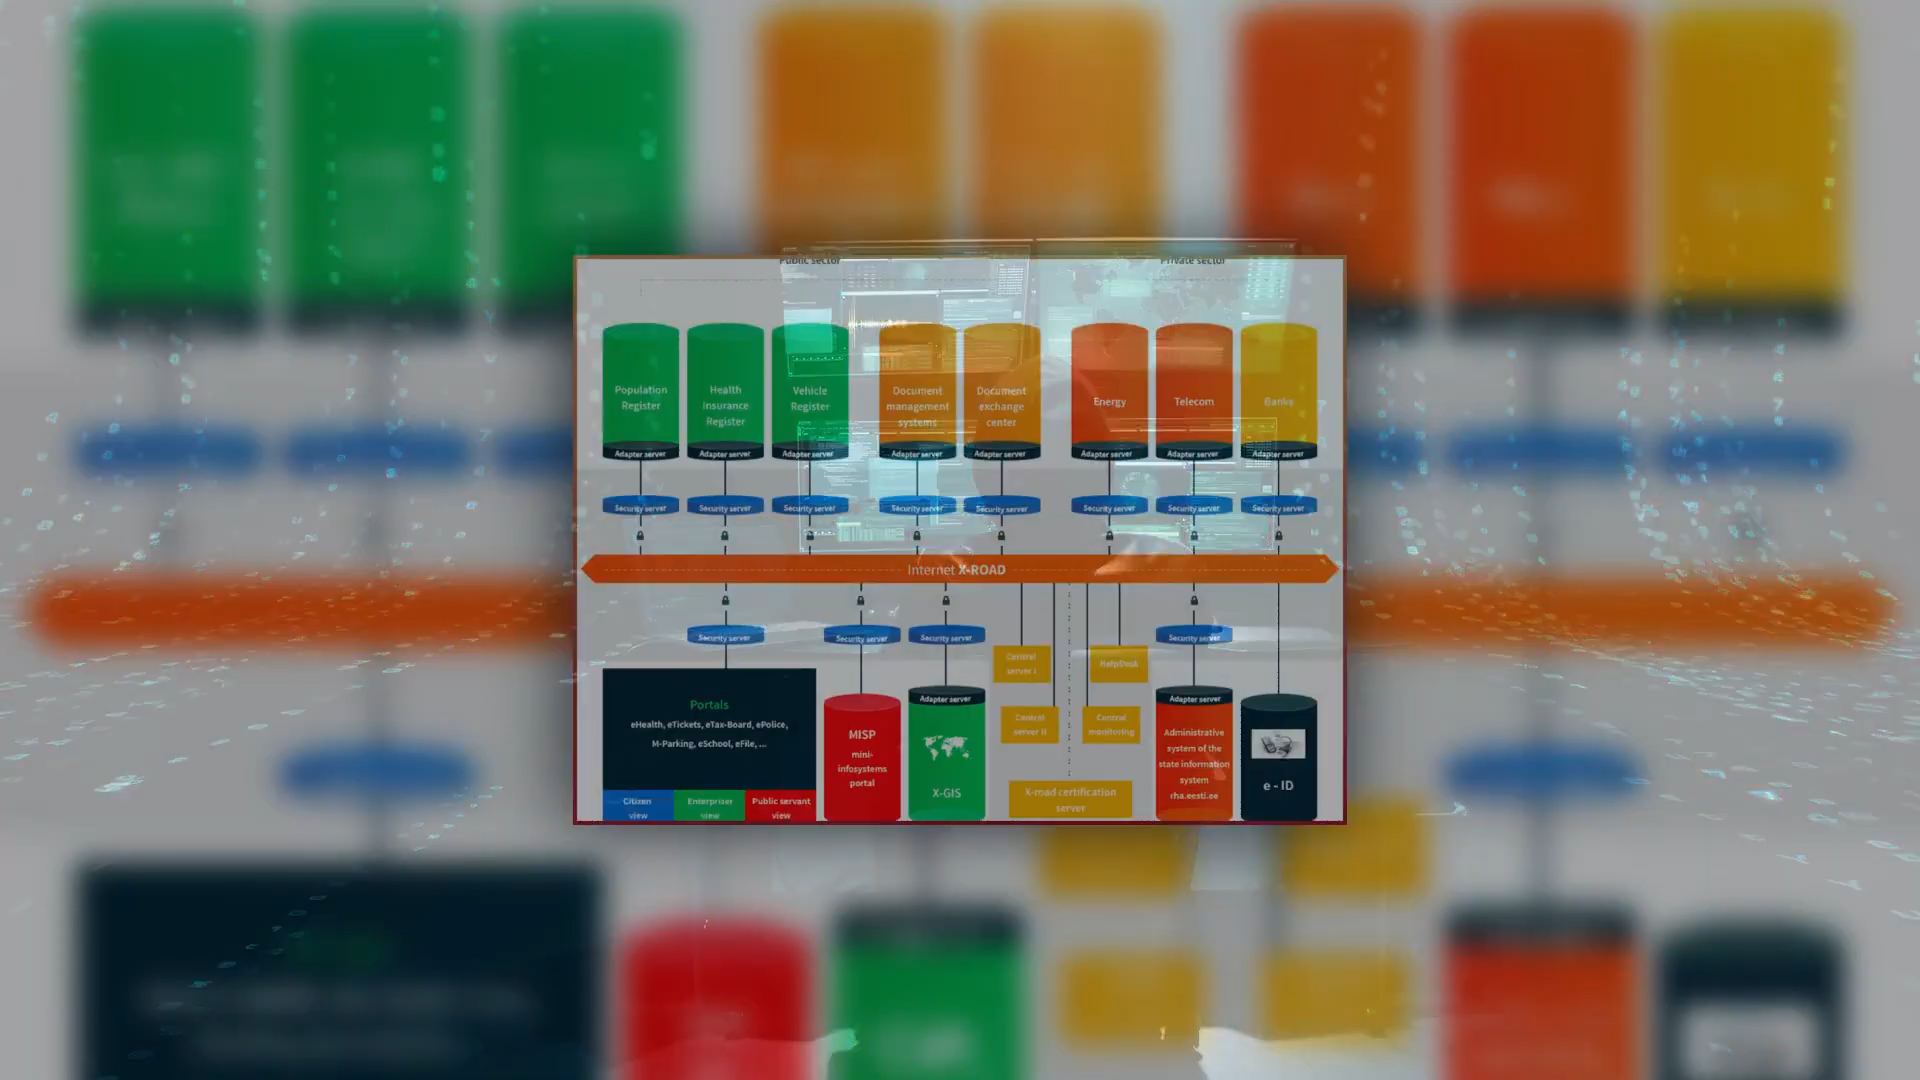 Public sector
Private sector
Population
Register
Health
Insurance
Register
Vehicle
Register
Document
management
systems
Document
exchange
center
Energy
Telecom
Banks
Adapter server
Adapter server
Adapter server
Adapter server
Adapter server
Adapter server
Adapter server
Adapter server
Security server
Security server
Security server
Security server
Security server
Security server
Security server
Security server
Internet X-ROAD
Security server
Security server
Security server
Security server
Central
server I
HelpDesk
Central
server II
Central
monitoring
X-road certification
server
Portals
eHealth, eTickets, eTax-Board, ePolice,
M-Parking, eSchool, eFile, ...
Citizen
view
Enterpriser
view
Public servant
view
MISP
mini-
infosystems
portal
Adapter server
X-GIS
Adapter server
Administrative
system of the
state information
system
rha.eesti.ee
e - ID